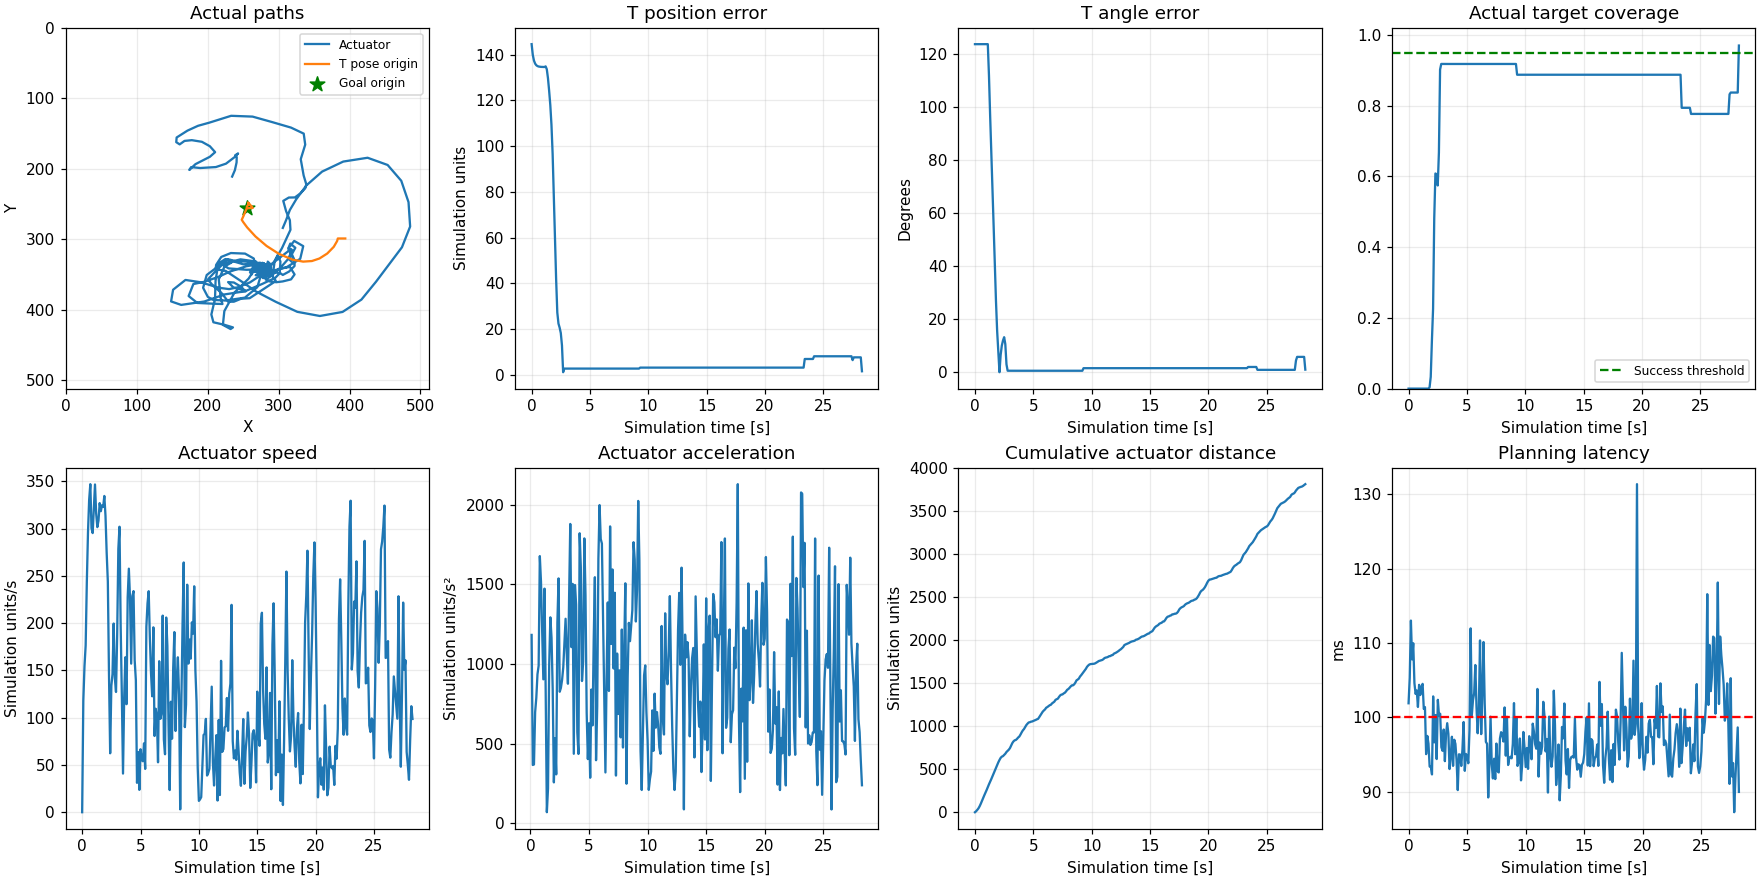 Actual paths
Y
0
100
200
300
400
500
Actuator
T pose origin
Goal origin
0 100 200 300 400 500
X
T position error
Simulation units
140
120
100
80
60
40
20
0
0 5 10 15 20 25
Simulation time [s]
T angle error
Degrees
120
100
80
60
40
20
0
0 5 10 15 20 25
Simulation time [s]
Actual target coverage
1.0
0.8
0.6
0.4
0.2
0.0
Success threshold
0 5 10 15 20 25
Simulation time [s]
Actuator speed
Simulation units/s
350
300
250
200
150
100
50
0
0 5 10 15 20 25
Simulation time [s]
Actuator acceleration
Simulation units/s²
2000
1500
1000
500
0
0 5 10 15 20 25
Simulation time [s]
Cumulative actuator distance
Simulation units
4000
3500
3000
2500
2000
1500
1000
500
0
0 5 10 15 20 25
Simulation time [s]
Planning latency
ms
130
120
110
100
90
0 5 10 15 20 25
Simulation time [s]